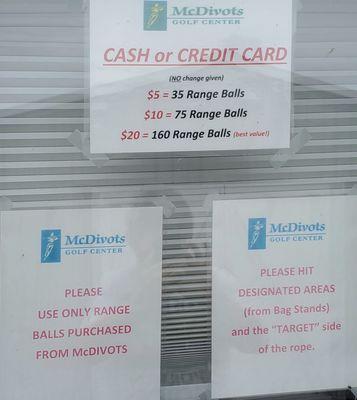 McDivots
GOLF CENTER
CASH or CREDIT CARD
(NO change given)
$5 = 35 Range Balls
$10 = 75 Range Balls
$20 = 160 Range Balls (best value!)
McDivots
GOLF CENTER
PLEASE
USE ONLY RANGE
BALLS PURCHASED
FROM McDIVOTS
McDivots
GOLF CENTER
PLEASE HIT
DESIGNATED AREAS
(from Bag Stands)
and the "TARGET" side
of the rope.